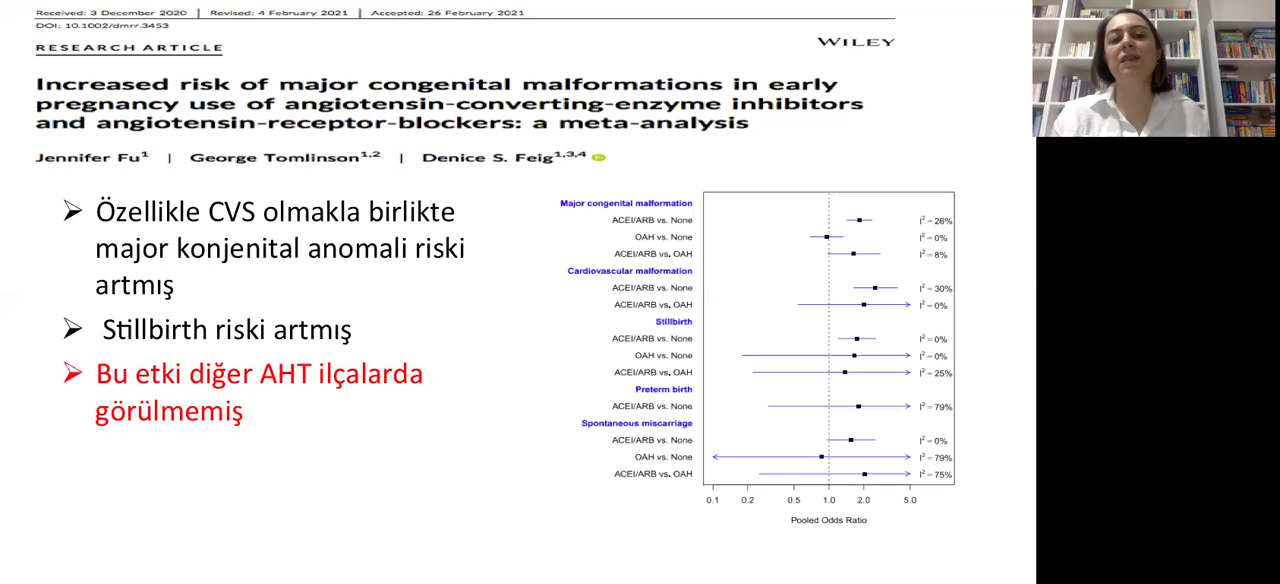 Received: 3 December 2020 | Revised: 4 February 2021 | Accepted: 26 February 2021
DOI: 10.1002/dmrr.3453
RESEARCH ARTICLE
WILEY
Increased risk of major congenital malformations in early
pregnancy use of angiotensin-converting-enzyme inhibitors
and angiotensin-receptor-blockers: a meta-analysis
Jennifer Fu¹ | George Tomlinson¹,² | Denice S. Feig¹,³,⁴
➢ Özellikle CVS olmakla birlikte
major konjenital anomali riski
artmış
➢ Stillbirth riski artmış
➢ Bu etki diğer AHT ilçalarda
görülmemiş
Major congenital malformation
ACEI/ARB vs. None I² = 26%
OAH vs. None I² = 0%
ACEI/ARB vs. OAH I² = 8%
Cardiovascular malformation
ACEI/ARB vs. None I² = 30%
ACEI/ARB vs. OAH I² = 0%
Stillbirth
ACEI/ARB vs. None I² = 0%
OAH vs. None I² = 0%
ACEI/ARB vs. OAH I² = 25%
Preterm birth
ACEI/ARB vs. None I² = 79%
Spontaneous miscarriage
ACEI/ARB vs. None I² = 0%
OAH vs. None I² = 79%
ACEI/ARB vs. OAH I² = 75%
0.1 0.2 0.5 1.0 2.0 5.0
Pooled Odds Ratio